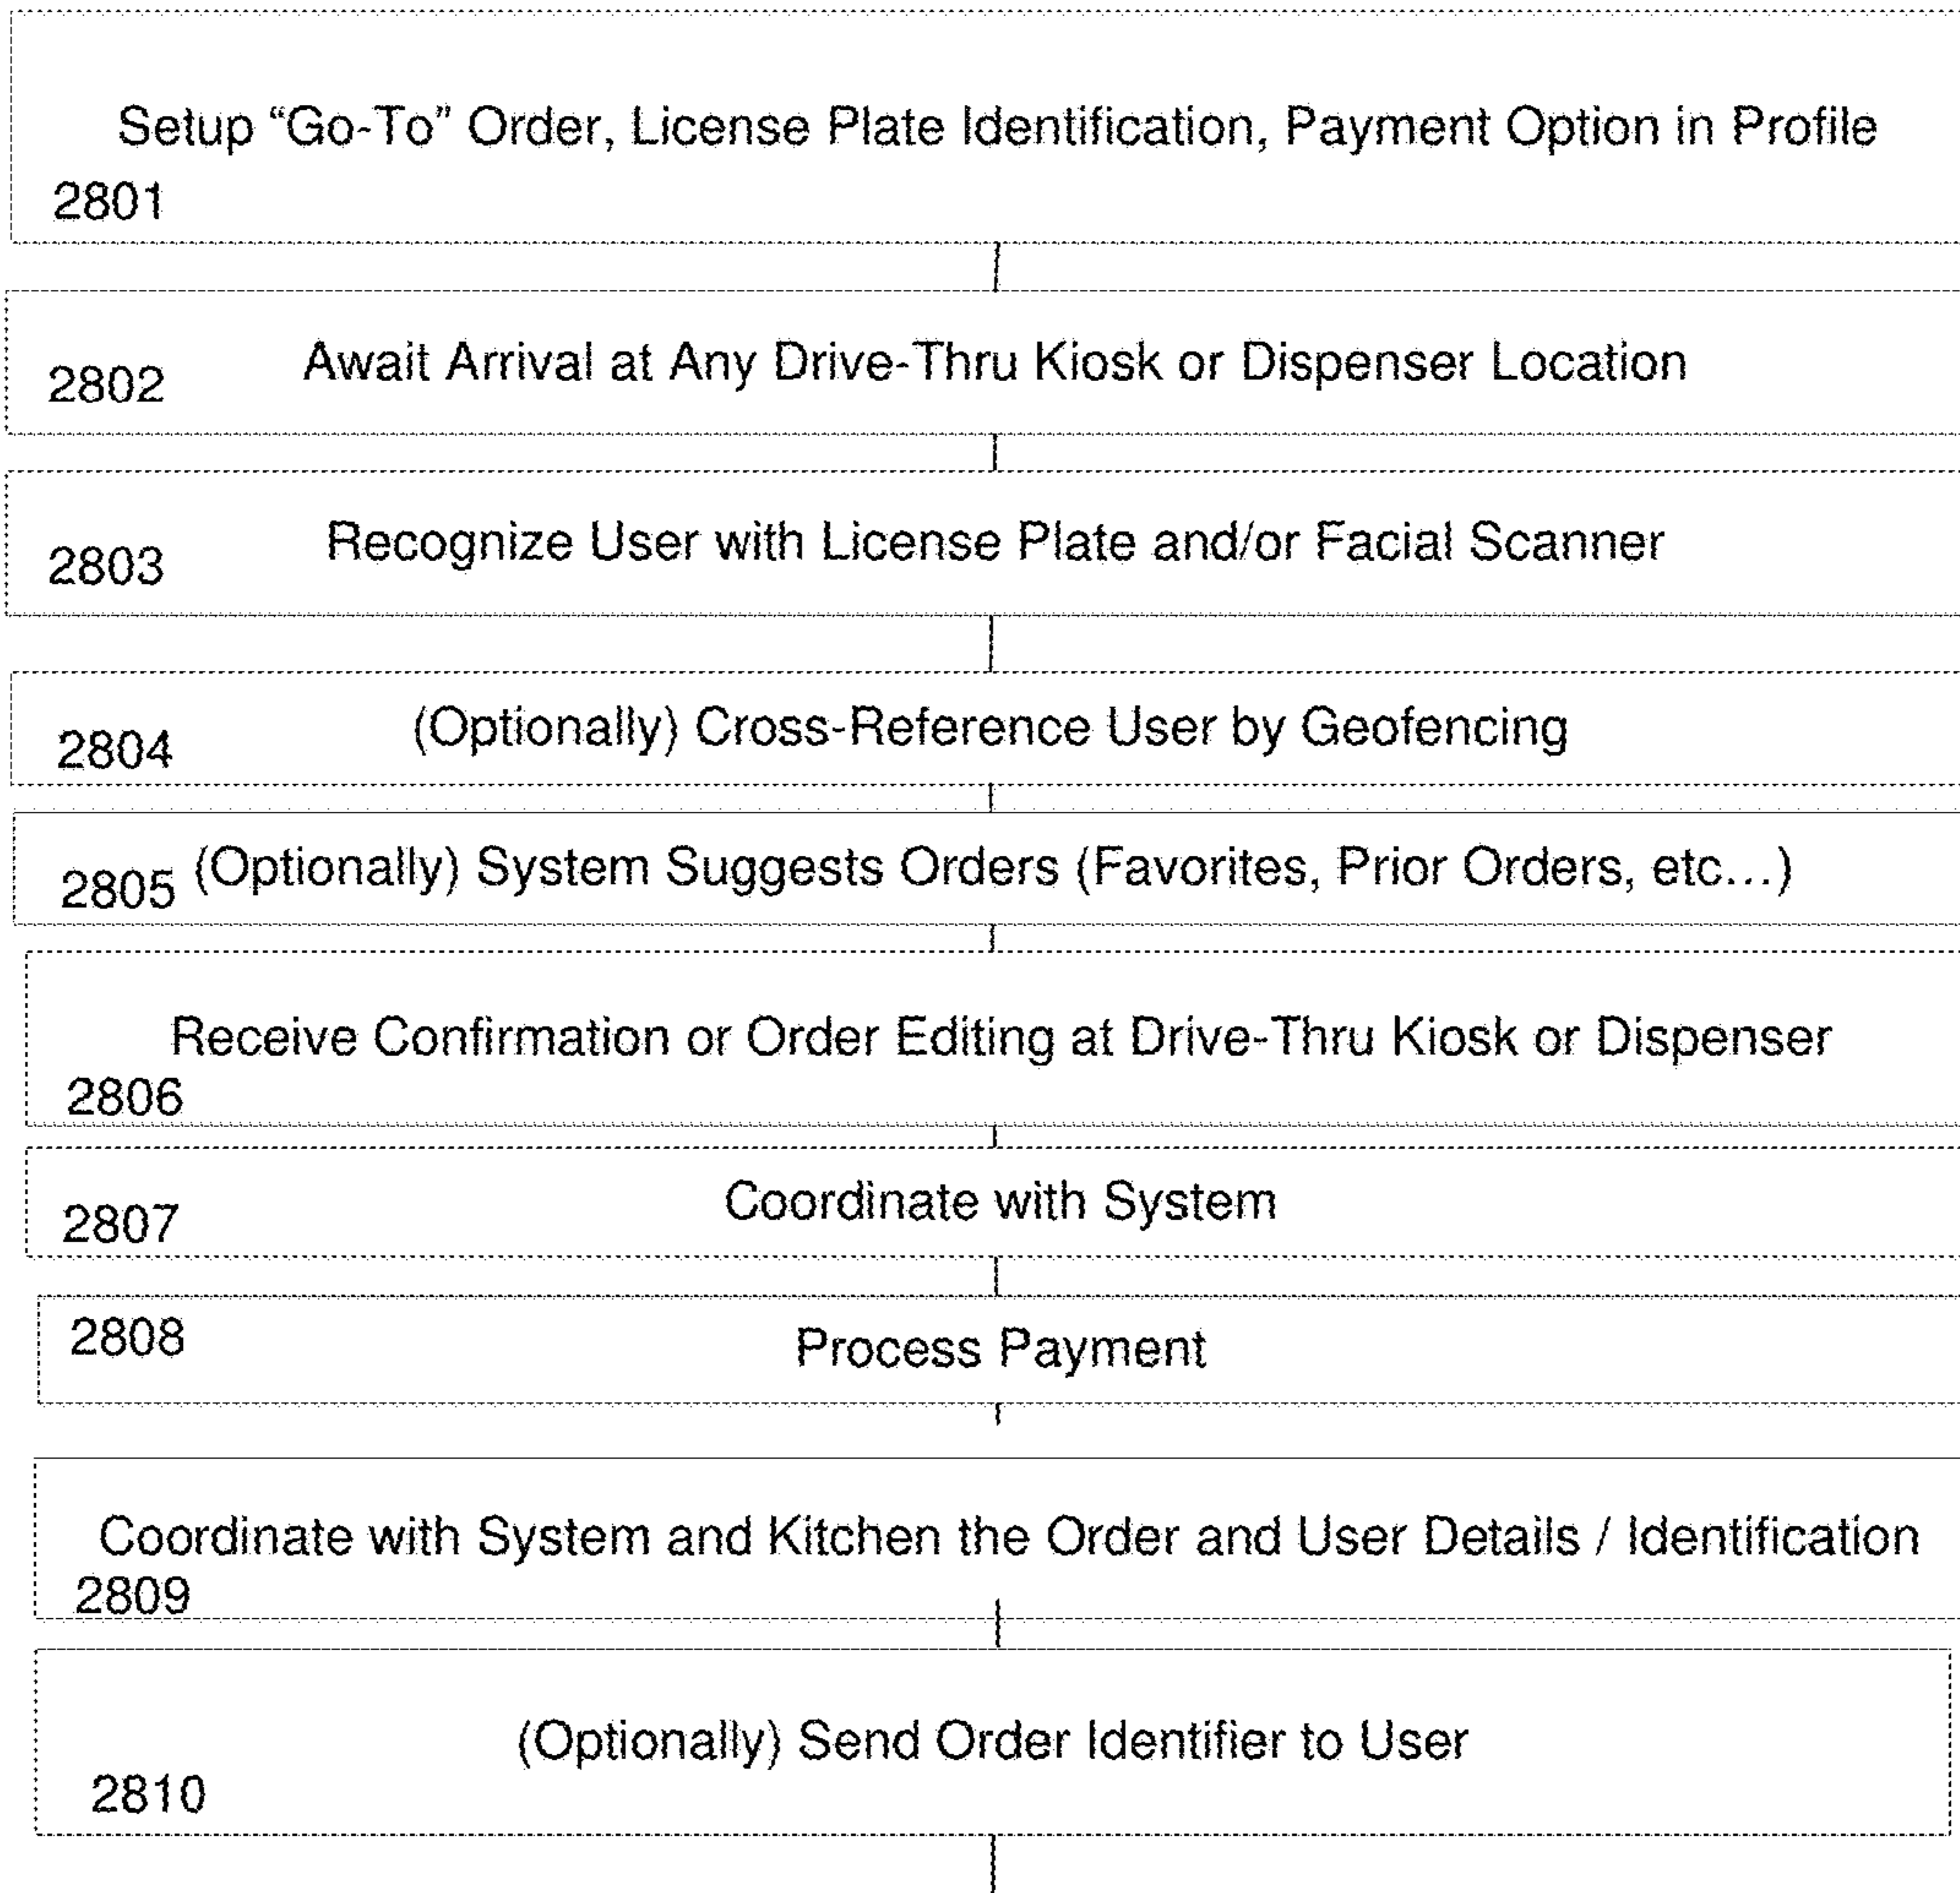 Setup “Go-To” Order, License Plate Identification, Payment Option in Profile
2801
Await Arrival at Any Drive-Thru Kiosk or Dispenser Location
2802
Recognize User with License Plate and/or Facial Scanner
2803
(Optionally) Cross-Reference User by Geofencing
2804
(Optionally) System Suggests Orders (Favorites, Prior Orders, etc...)
2805
Receive Confirmation or Order Editing at Drive-Thru Kiosk or Dispenser
2806
Coordinate with System
2807
2808
Process Payment
Coordinate with System and Kitchen the Order and User Details / Identification
2809
(Optionally) Send Order Identifier to User
2810